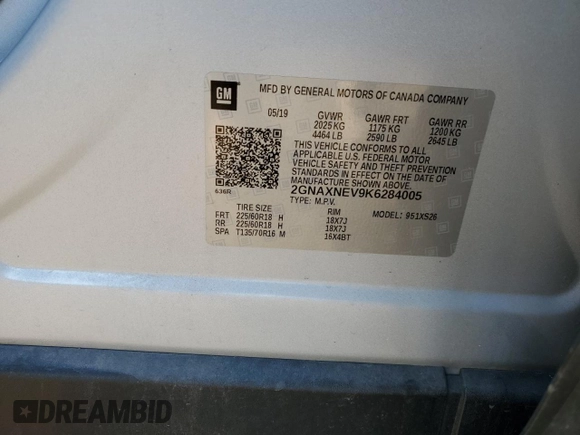 GM
MFD BY GENERAL MOTORS OF CANADA COMPANY
05/19 GVWR GAWR FRT GAWR RR
2025 KG 1175 KG 1200 KG
4464 LB 2590 LB 2645 LB
THIS VEHICLE CONFORMS TO ALL
APPLICABLE U.S. FEDERAL MOTOR
VEHICLE SAFETY AND THEFT PREVENTION
STANDARDS IN EFFECT ON THE DATE OF
MANUFACTURE SHOWN ABOVE.
2GNAXNEV9K6284005
636R
TYPE: M.P.V.
TIRE SIZE RIM MODEL: 951XS26
FRT 225/60R18 H 18X7J
RR 225/60R18 H 18X7J
SPA T135/70R16 M 16X4BT
DREAMBID